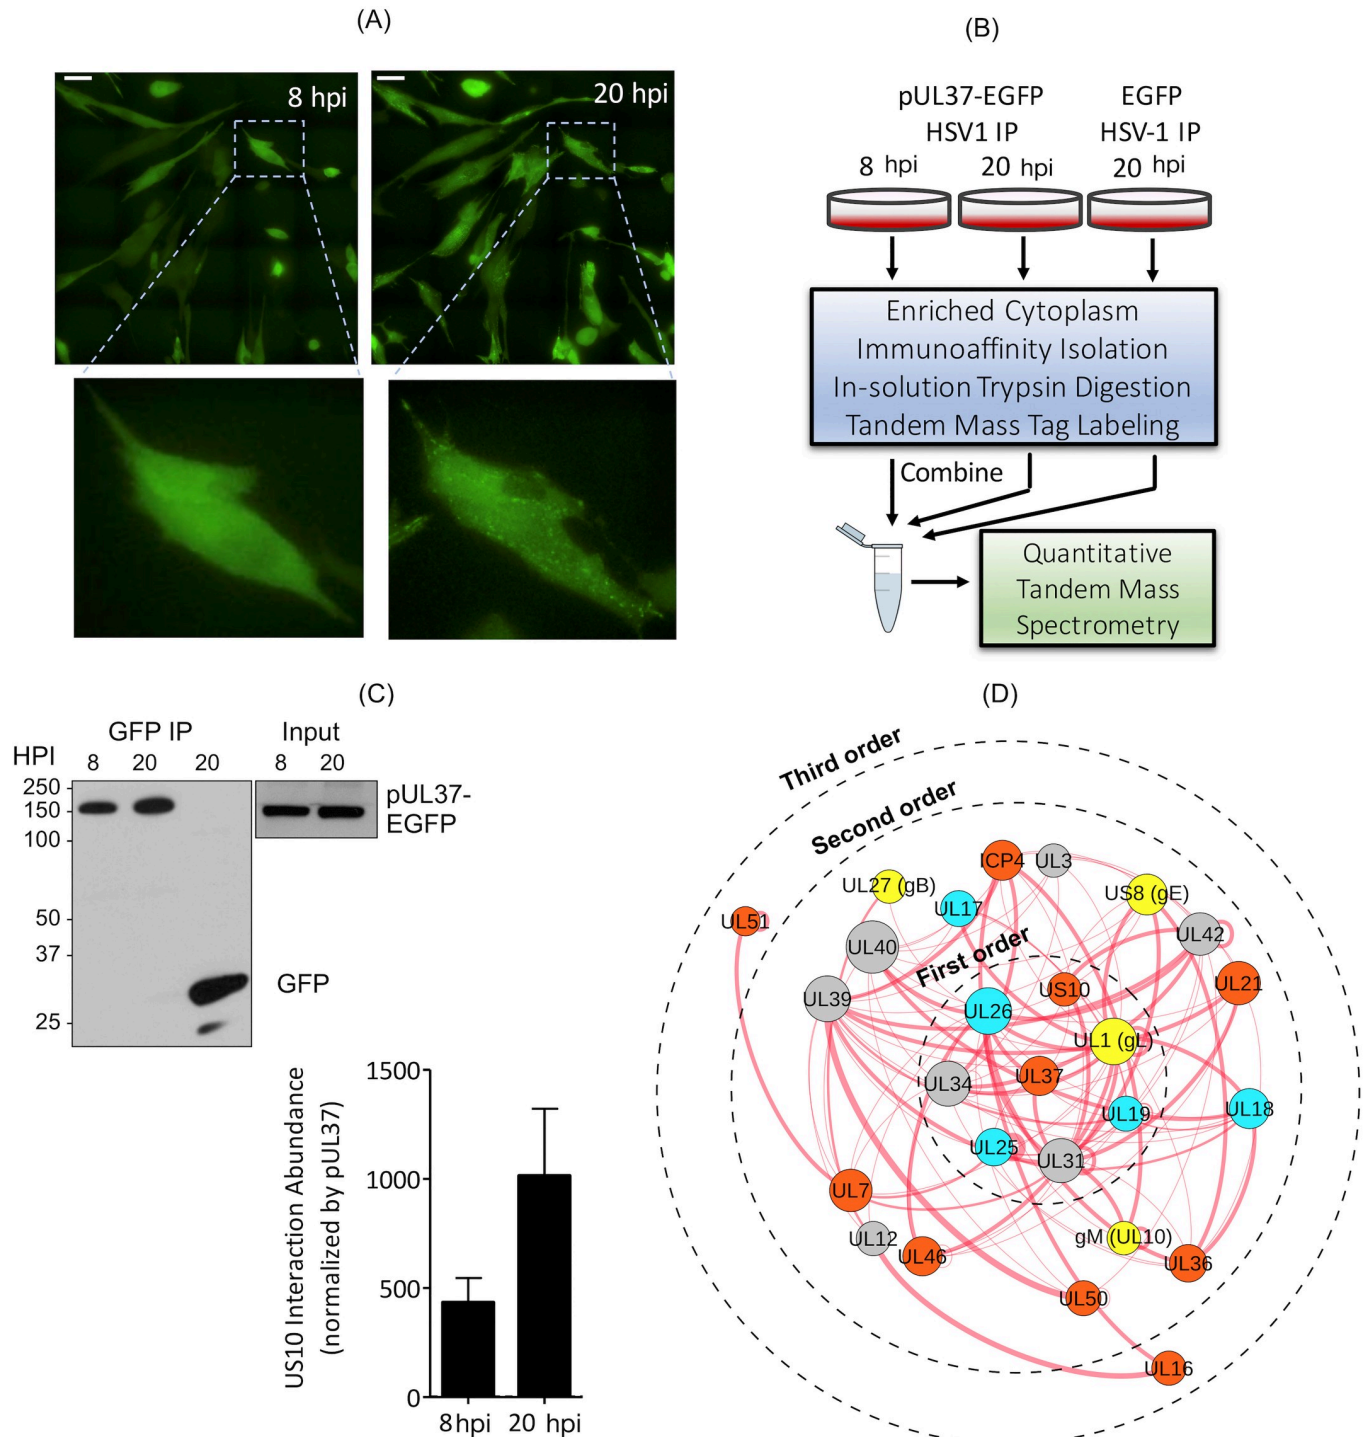 (A)
8 hpi
20 hpi
(B)
pUL37-EGFP
HSV1 IP
EGFP
HSV-1 IP
8 hpi
20 hpi
20 hpi
Enriched Cytoplasm
Immunoaffinity Isolation
In-solution Trypsin Digestion
Tandem Mass Tag Labeling
Combine
Quantitative
Tandem Mass
Spectrometry
(C)
GFP IP
Input
HPI
8
20
20
8
20
250
150
100
50
37
25
pUL37-
EGFP
GFP
US10 Interaction Abundance
(normalized by pUL37)
1500
1000
500
0
8 hpi
20 hpi
(D)
Third order
Second order
First order
ICP4
UL3
UL27 (gB)
US8 (gE)
UL17
UL51
UL42
UL40
UL21
US10
UL39
UL26
UL1 (gL)
UL37
UL34
UL19
UL18
UL25
UL31
UL7
UL12
gM (UL10)
UL46
UL36
UL50
UL16